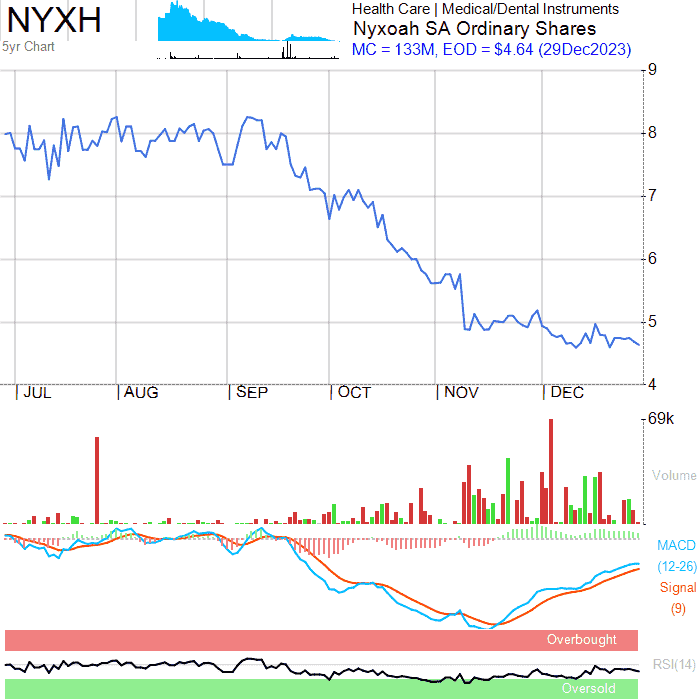 NYXH
5yr Chart
Health Care | Medical/Dental Instruments
Nyxoah SA Ordinary Shares
MC = 133M, EOD = $4.64 (29Dec2023)
9
8
7
6
5
4
JUL AUG SEP OCT NOV DEC
69k
Volume
MACD
(12-26)
Signal
(9)
Overbought
RSI(14)
Oversold